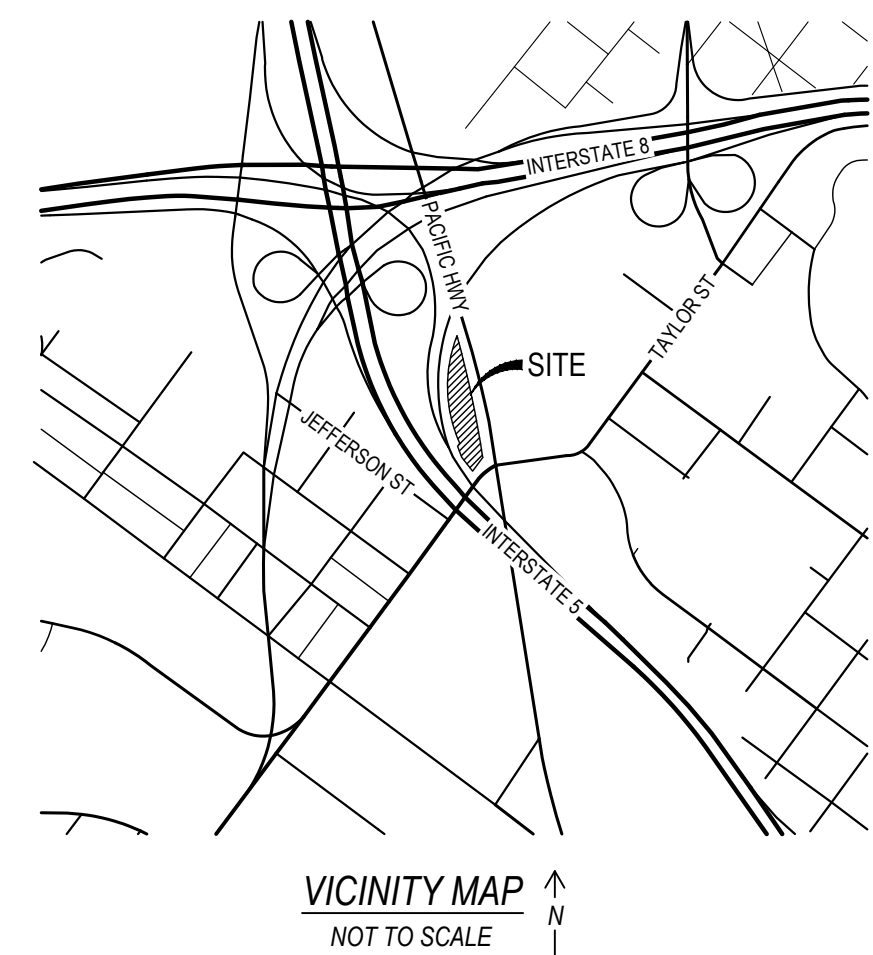 INTERSTATE 8
PACIFIC HWY
TAYLOR ST
SITE
JEFFERSON ST
INTERSTATE 5
VICINITY MAP
N
NOT TO SCALE